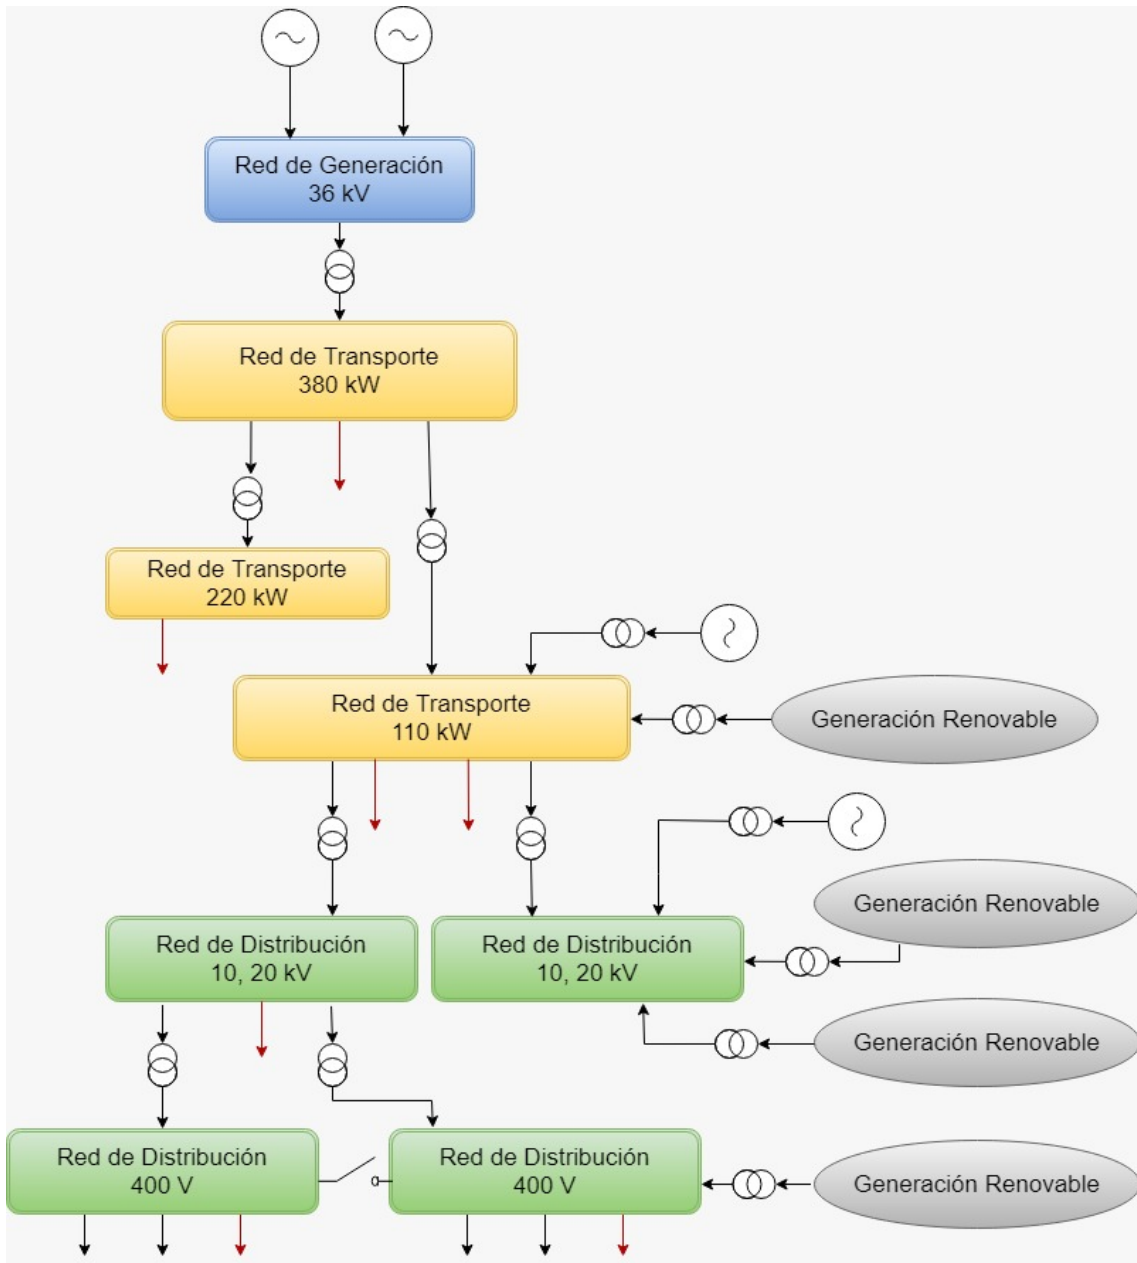 Red de Generación
36 kV
Red de Transporte
380 kW
Red de Transporte
220 kW
Red de Transporte
110 kW
Generación Renovable
Generación Renovable
Red de Distribución
10, 20 kV
Red de Distribución
10, 20 kV
Generación Renovable
Red de Distribución
400 V
Red de Distribución
400 V
Generación Renovable